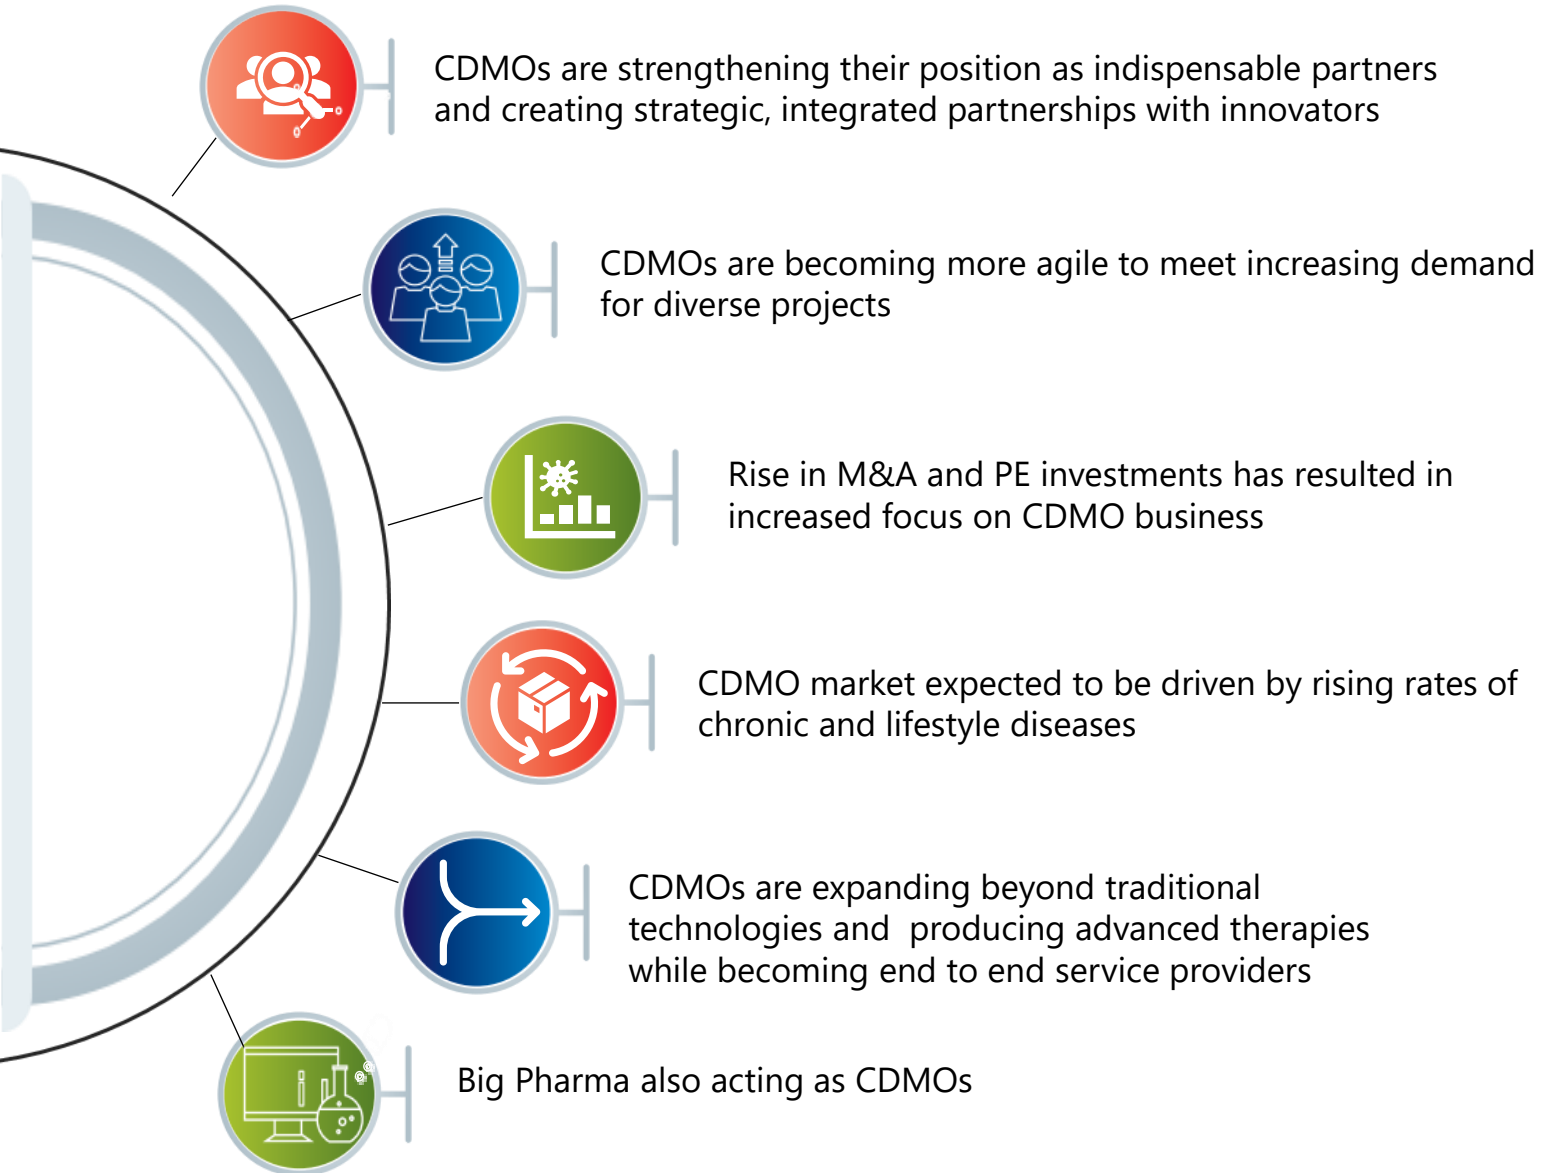 CDMOs are strengthening their position as indispensable partners
and creating strategic, integrated partnerships with innovators
CDMOs are becoming more agile to meet increasing demand
for diverse projects
Rise in M&A and PE investments has resulted in
increased focus on CDMO business
CDMO market expected to be driven by rising rates of
chronic and lifestyle diseases
CDMOs are expanding beyond traditional
technologies and  producing advanced therapies
while becoming end to end service providers
Big Pharma also acting as CDMOs